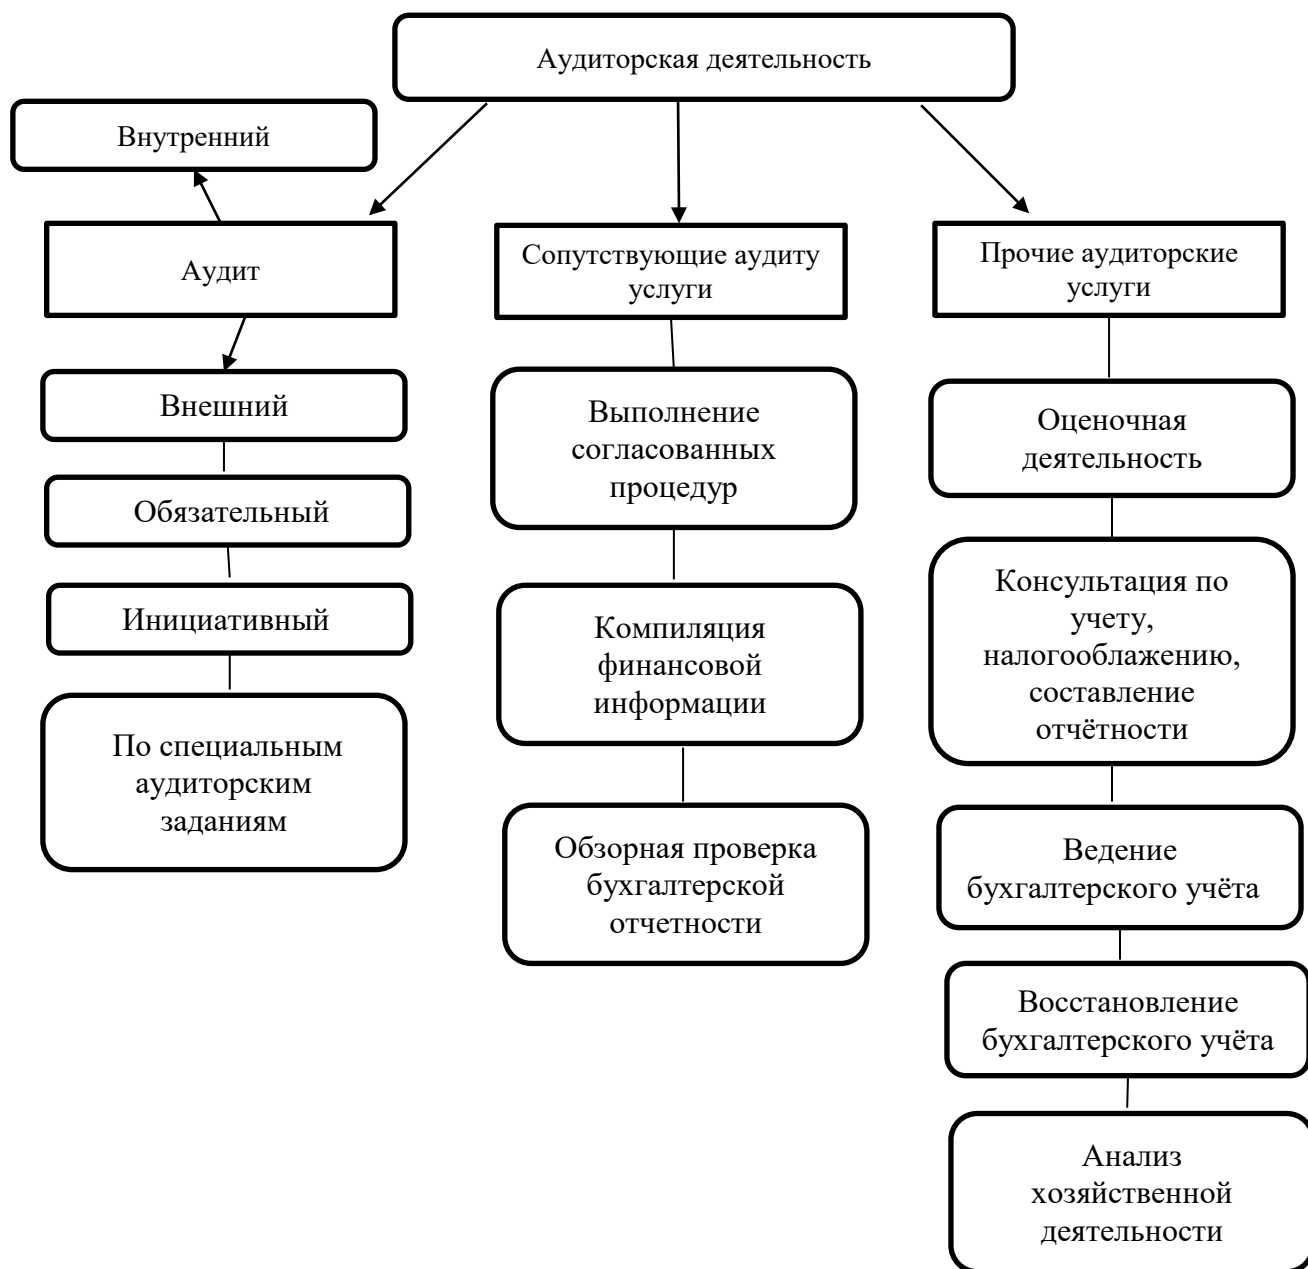 Аудиторская деятельность
Внутренний
Аудит
Внешний
Обязательный
Инициативный
По специальным
аудиторским
заданиям
Сопутствующие аудиту
услуги
Выполнение
согласованных
процедур
Компиляция
финансовой
информации
Обзорная проверка
бухгалтерской
отчетности
Прочие аудиторские
услуги
Оценочная
деятельность
Консультация по
учету,
налогооблажению,
составление
отчётности
Ведение
бухгалтерского учёта
Восстановление
бухгалтерского учёта
Анализ
хозяйственной
деятельности